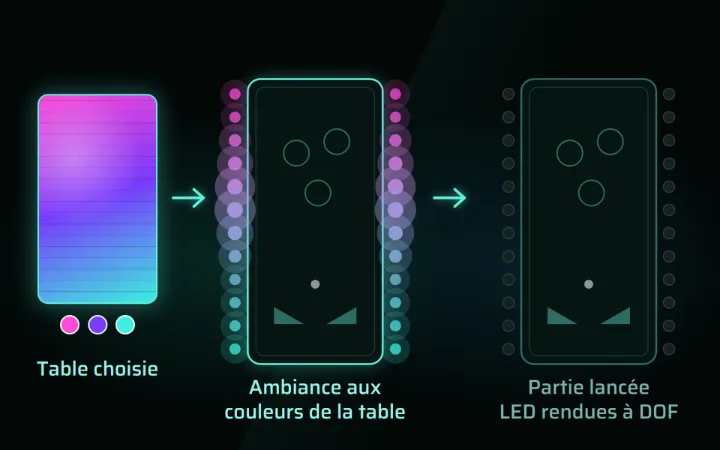 Table choisie
Ambiance aux
couleurs de la table
Partie lancée
LED rendues à DOF